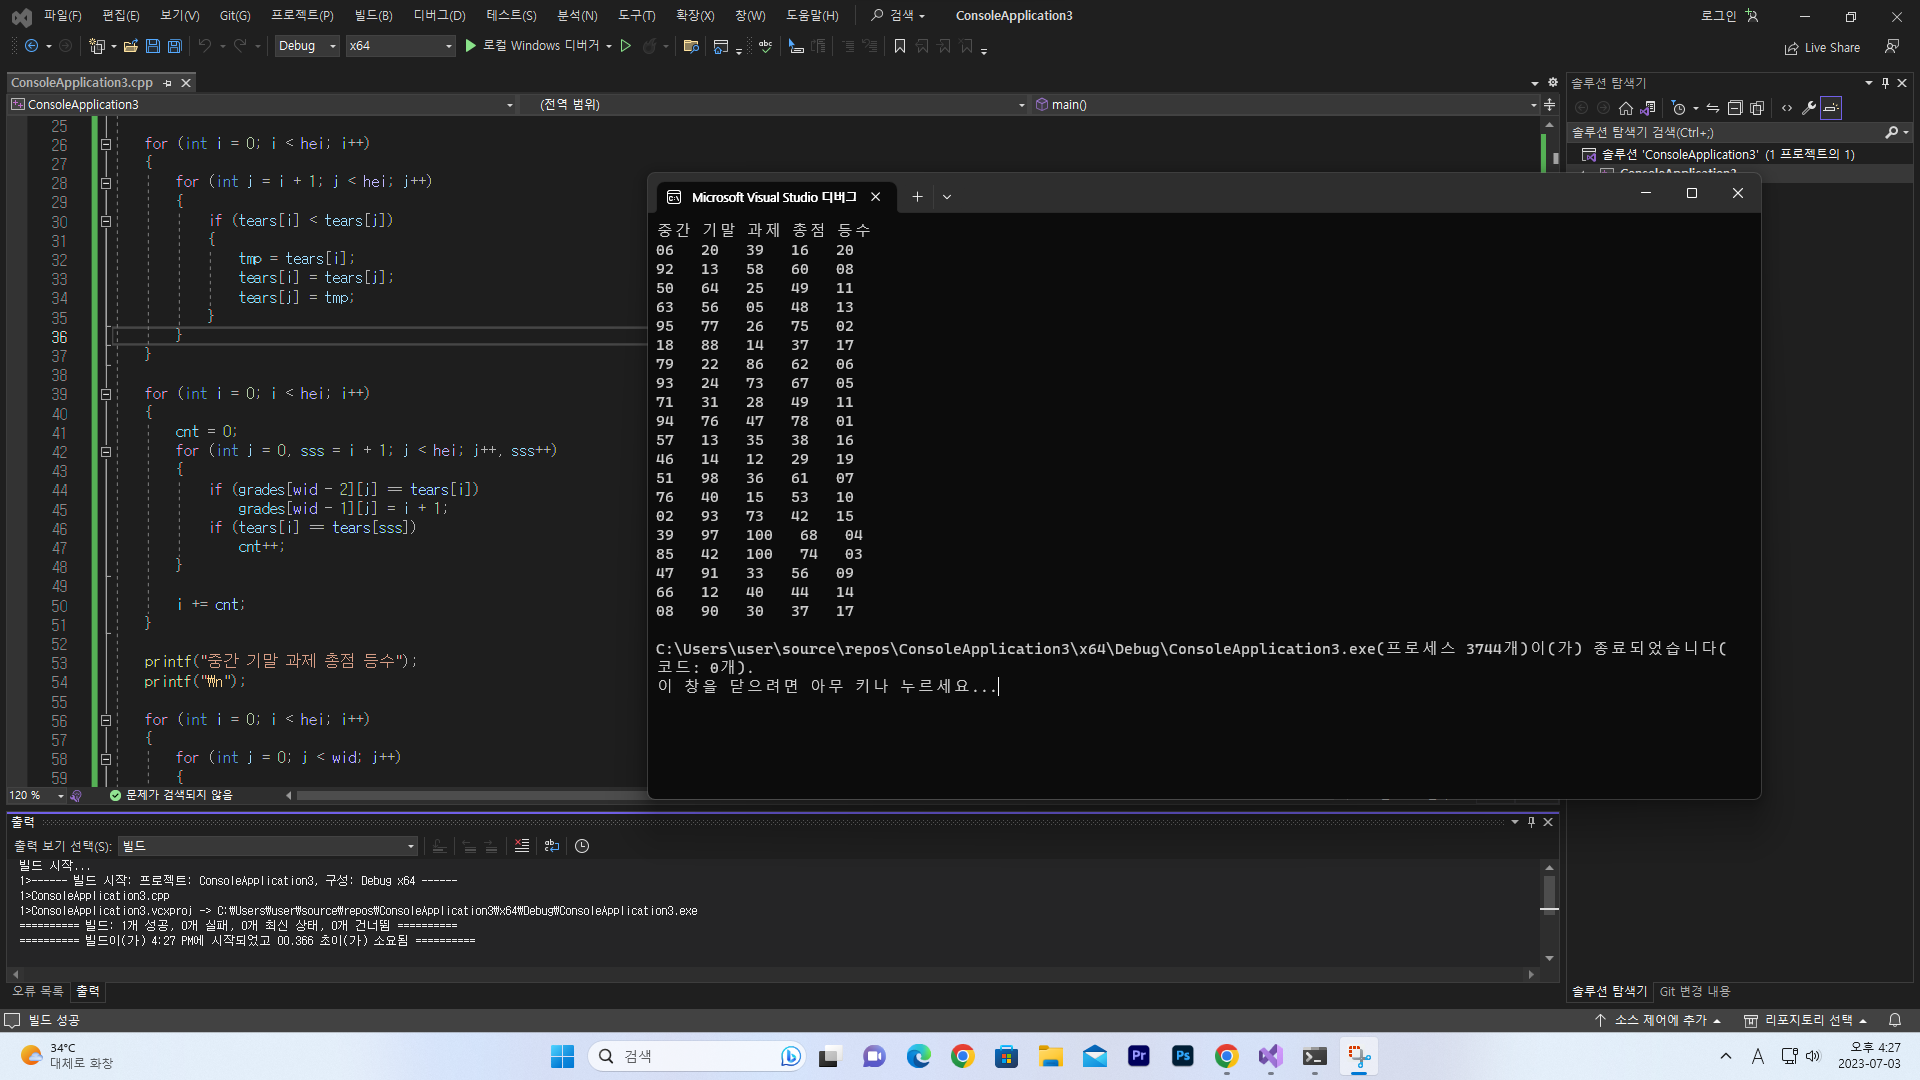 파일(F) 편집(E) 보기(V) Git(G) 프로젝트(P) 빌드(B) 디버그(D) 테스트(S) 분석(N) 도구(T) 확장(X) 창(W) 도움말(H) 검색 ConsoleApplication3 로그인
Debug x64 로컬 Windows 디버거 Live Share
ConsoleApplication3.cpp
ConsoleApplication3 (전역 범위) main()
25
26 for (int i = 0; i < hei; i++)
27 {
28 for (int j = i + 1; j < hei; j++)
29 {
30 if (tears[i] < tears[j])
31 {
32 tmp = tears[i];
33 tears[i] = tears[j];
34 tears[j] = tmp;
35 }
36 }
37 }
38
39 for (int i = 0; i < hei; i++)
40 {
41 cnt = 0;
42 for (int j = 0, sss = i + 1; j < hei; j++, sss++)
43 {
44 if (grades[wid - 2][j] == tears[i])
45 grades[wid - 1][j] = i + 1;
46 if (tears[i] == tears[sss])
47 cnt++;
48 }
49
50 i += cnt;
51 }
52
53 printf("중간 기말 과제 총점 등수");
54 printf("₩n");
55
56 for (int i = 0; i < hei; i++)
57 {
58 for (int j = 0; j < wid; j++)
59 {
120 % 문제가 검색되지 않음
Microsoft Visual Studio 디버그
중간 기말 과제 총점 등수
06 20 39 16 20
92 13 58 60 08
50 64 25 49 11
63 56 05 48 13
95 77 26 75 02
18 88 14 37 17
79 22 86 62 06
93 24 73 67 05
71 31 28 49 11
94 76 47 78 01
57 13 35 38 16
46 14 12 29 19
51 98 36 61 07
76 40 15 53 10
02 93 73 42 15
39 97 100 68 04
85 42 100 74 03
47 91 33 56 09
66 12 40 44 14
08 90 30 37 17
C:\Users\user\source\repos\ConsoleApplication3\x64\Debug\ConsoleApplication3.exe(프로세스 3744개)이(가) 종료되었습니다(
코드: 0개).
이 창을 닫으려면 아무 키나 누르세요...
솔루션 탐색기
솔루션 탐색기 검색(Ctrl+;)
솔루션 'ConsoleApplication3' (1 프로젝트의 1)
ConsoleApplication3
출력
출력 보기 선택(S): 빌드
빌드 시작...
1>------ 빌드 시작: 프로젝트: ConsoleApplication3, 구성: Debug x64 ------
1>ConsoleApplication3.cpp
1>ConsoleApplication3.vcxproj -> C:₩Users₩user₩source₩repos₩ConsoleApplication3₩x64₩Debug₩ConsoleApplication3.exe
========== 빌드: 1개 성공, 0개 실패, 0개 최신 상태, 0개 건너뜀 ==========
========== 빌드이(가) 4:27 PM에 시작되었고 00.366 초이(가) 소요됨 ==========
오류 목록 출력
솔루션 탐색기 Git 변경 내용
빌드 성공 소스 제어에 추가 리포지토리 선택
34°C
대체로 화창
검색
Pr Ps
A
오후 4:27
2023-07-03